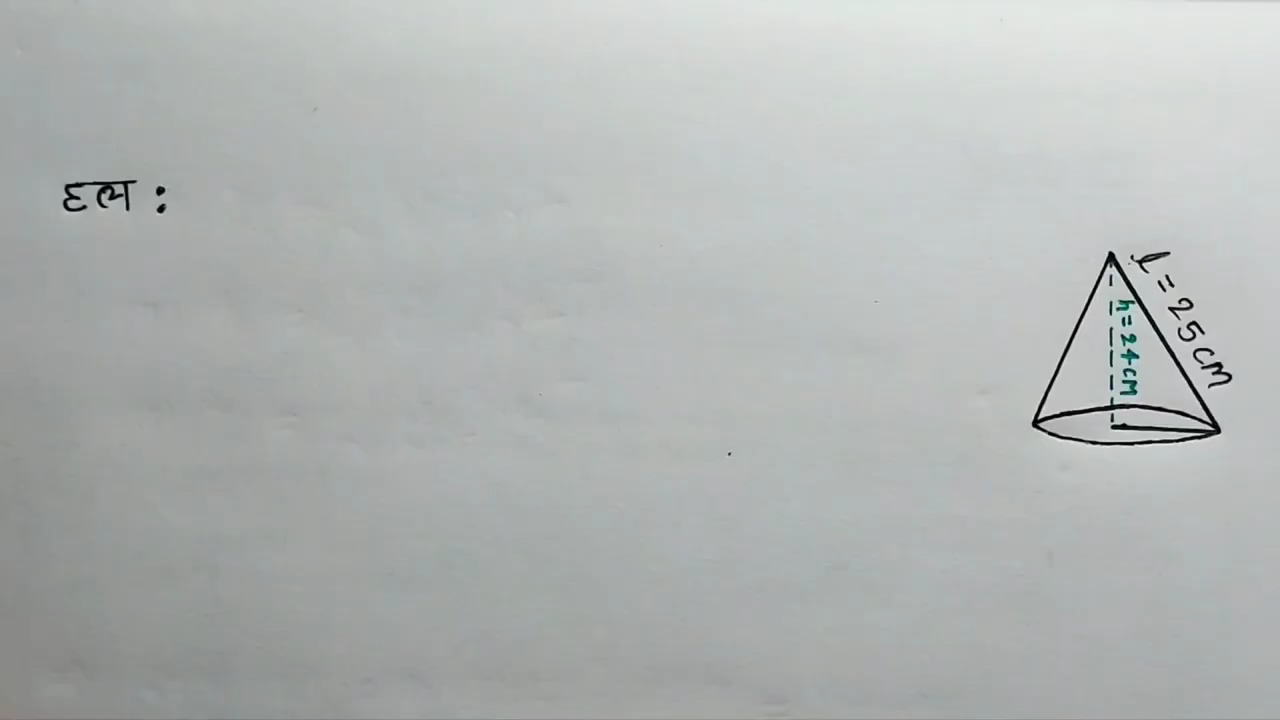 हल :
l = 25 cm
h = 24 cm